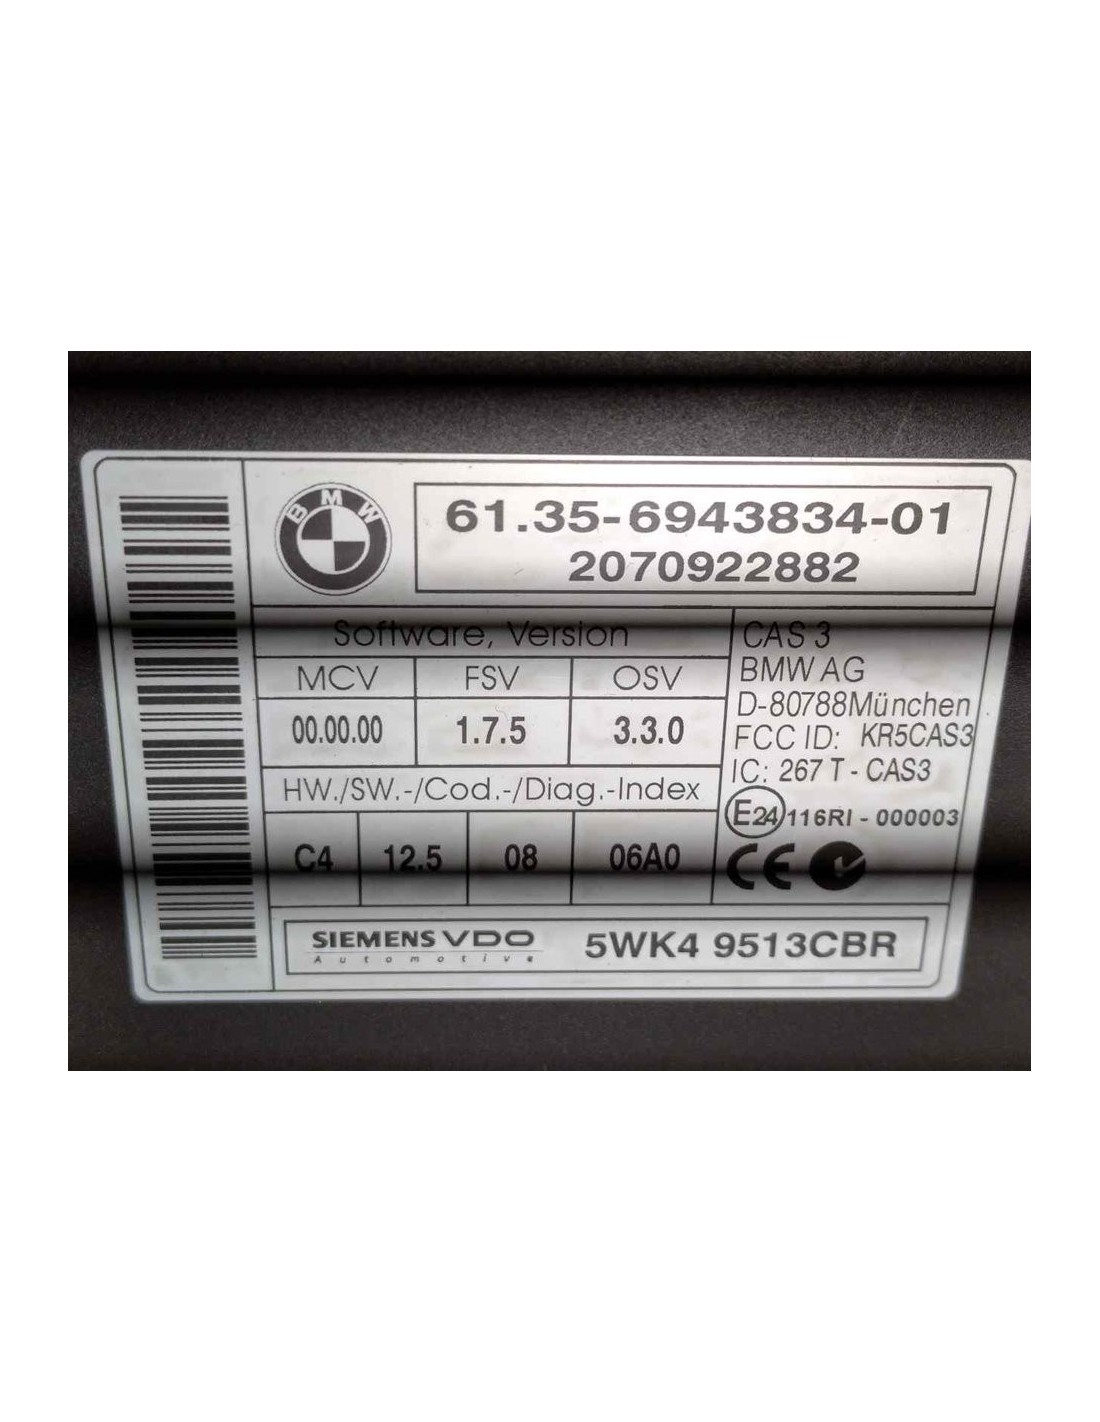 BMW
61.35-6943834-01
2070922882
Software, Version
MCV FSV OSV
00.00.00 1.7.5 3.3.0
HW./SW.-/Cod.-/Diag.-Index
C4 12.5 08 06A0
CAS 3
BMW AG
D-80788München
FCC ID: KR5CAS3
IC: 267 T - CAS3
E24 116RI - 000003
CE
SIEMENS VDO
Automotive
5WK4 9513CBR